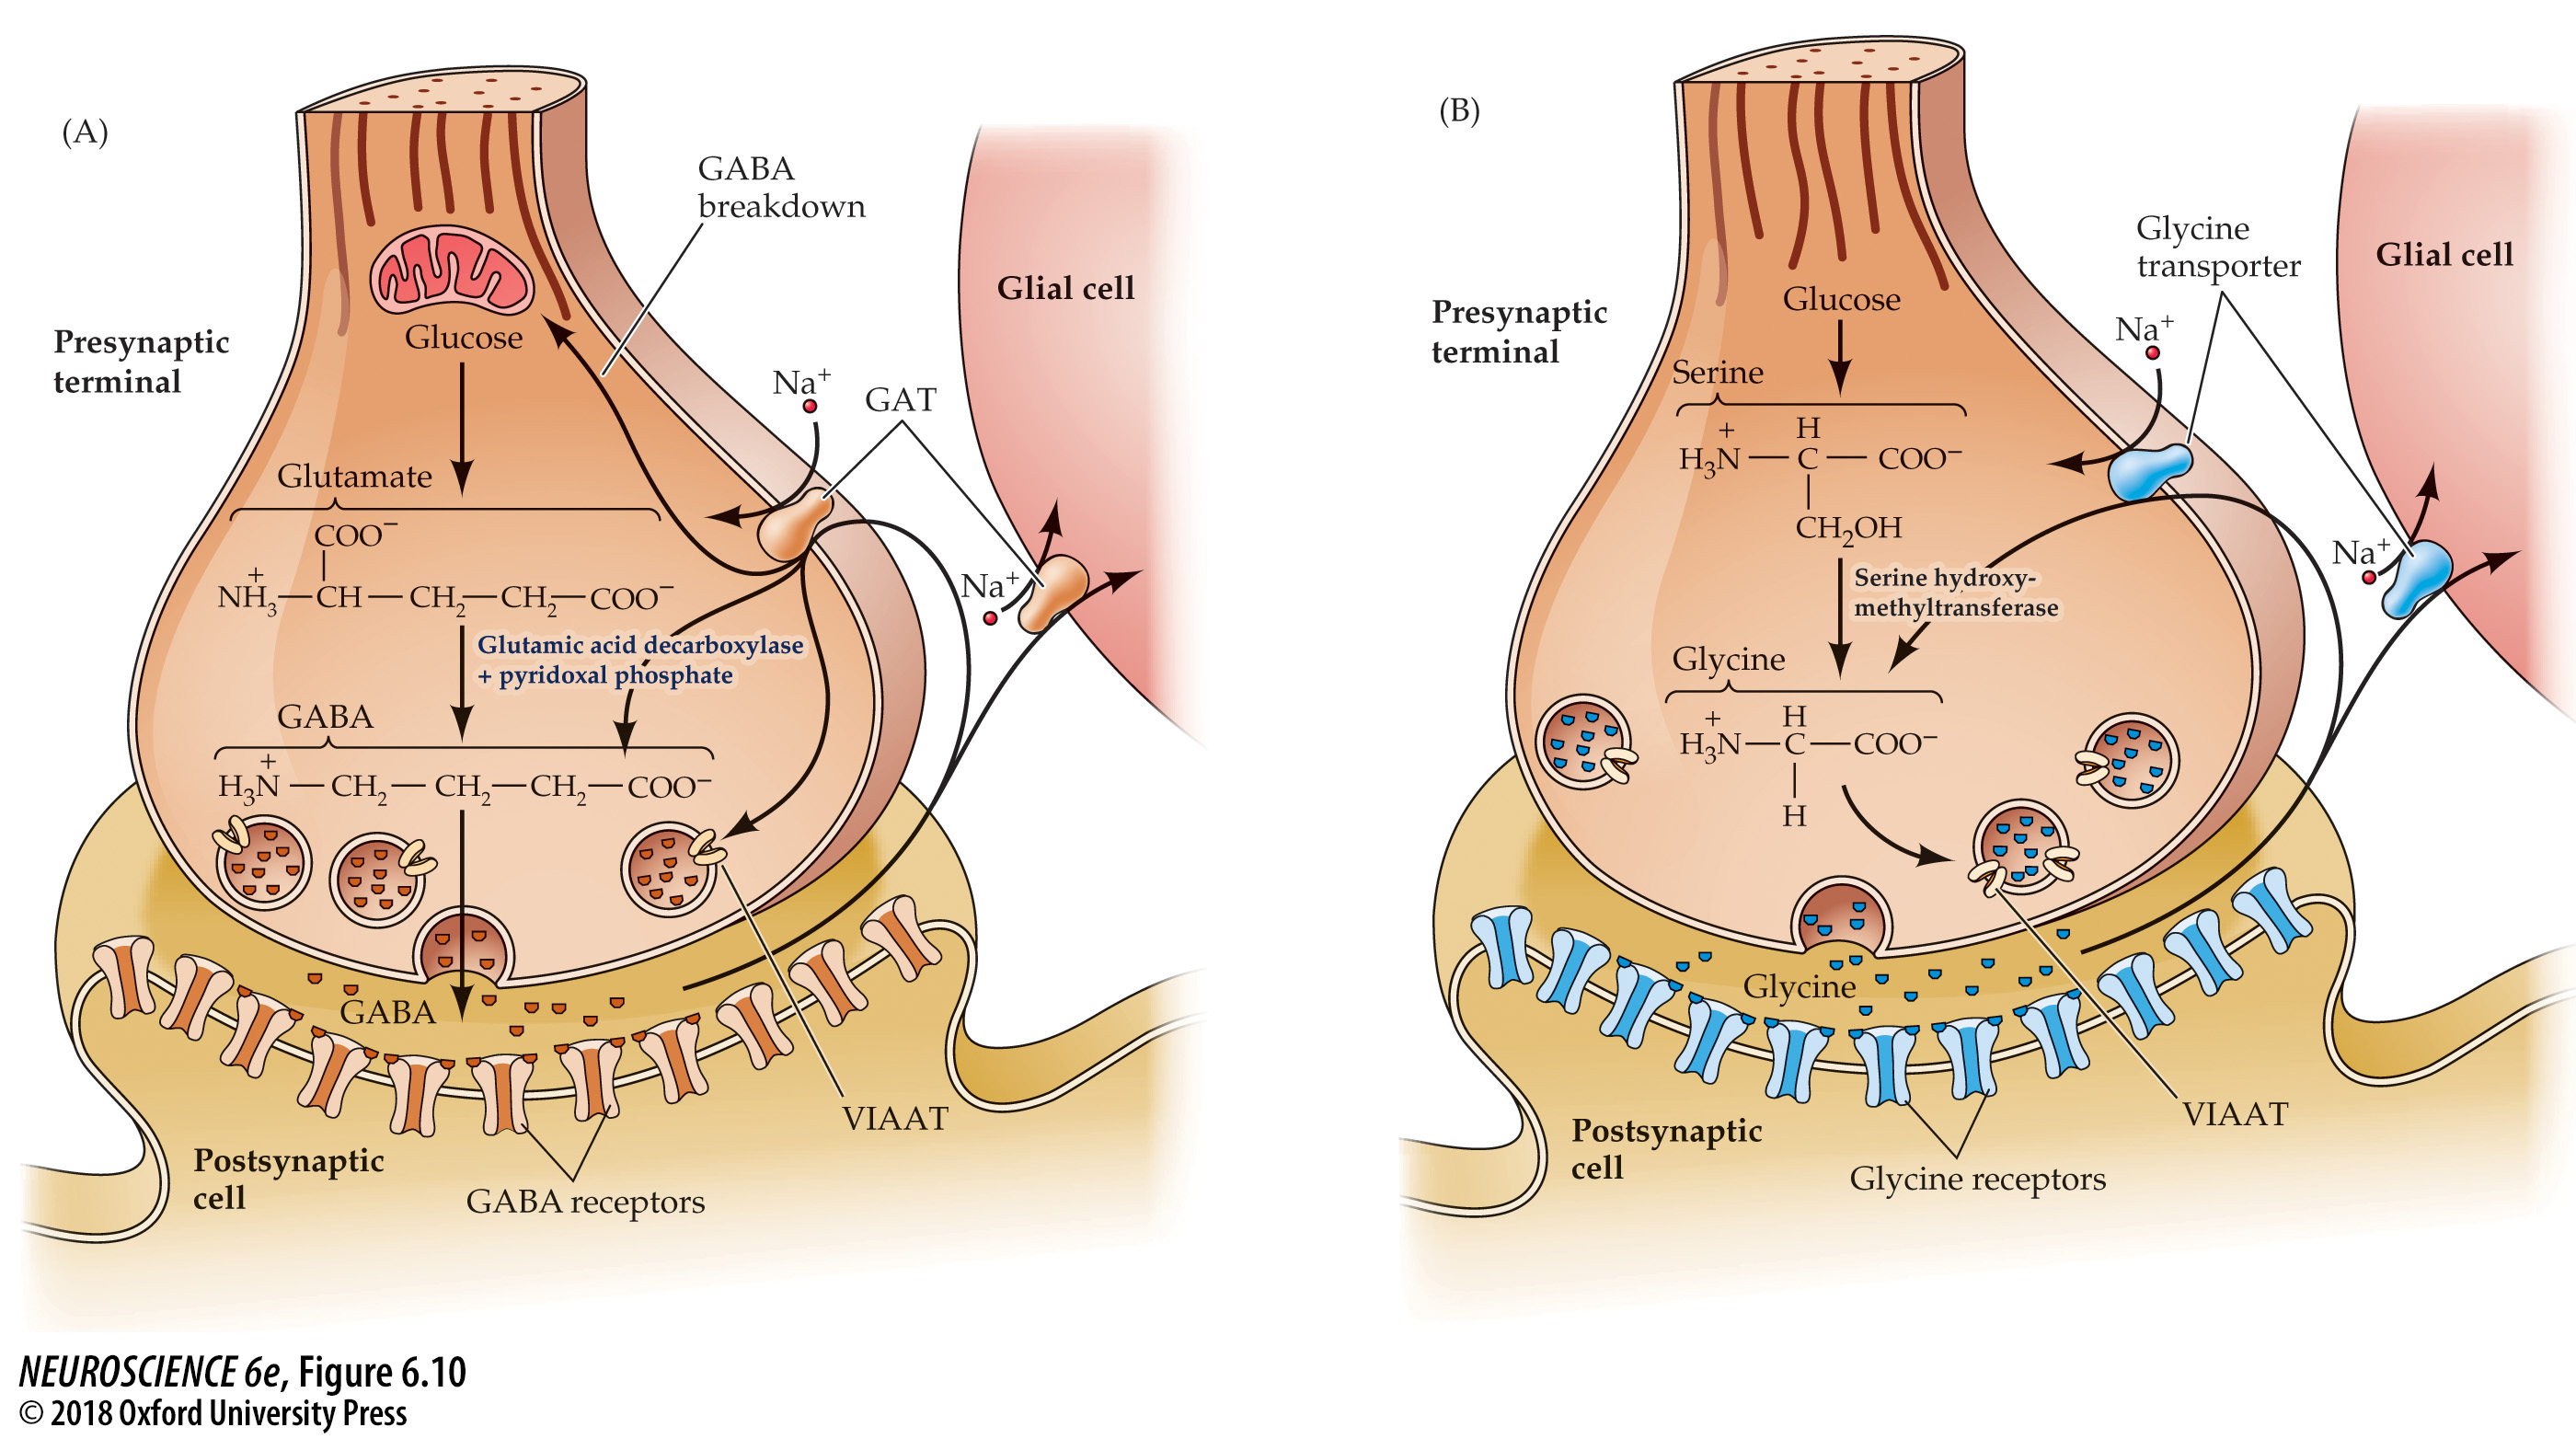 (A)
GABA
breakdown
Glial cell
Presynaptic
terminal
Glucose
Na⁺
GAT
Glutamate
COO⁻
⁺
NH₃—CH—CH₂—CH₂—COO⁻
Na⁺
Glutamic acid decarboxylase
+ pyridoxal phosphate
GABA
+
H₃N—CH₂—CH₂—CH₂—COO⁻
GABA
VIAAT
Postsynaptic
cell
GABA receptors
(B)
Glycine
transporter
Glial cell
Presynaptic
terminal
Glucose
Na⁺
Serine
+ H
H₃N—C—COO⁻
CH₂OH
Na⁺
Serine hydroxy-
methyltransferase
Glycine
+ H
H₃N—C—COO⁻
H
Glycine
VIAAT
Postsynaptic
cell
Glycine receptors
NEUROSCIENCE 6e, Figure 6.10
© 2018 Oxford University Press